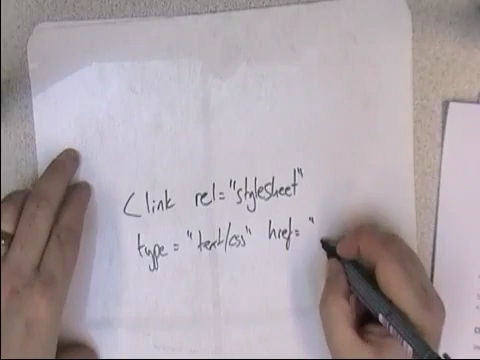 <link rel="stylesheet"
type="text/css" href="